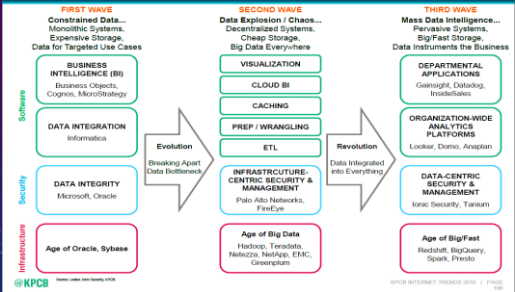 FIRST WAVE
Constrained Data...
Monolithic Systems,
Expensive Storage,
Data for Targeted Use Cases
SECOND WAVE
Data Explosion / Chaos...
Decentralized Systems,
Cheap Storage,
Big Data Everywhere
THIRD WAVE
Mass Data Intelligence...
Pervasive Systems,
Big/Fast Storage,
Data Instruments the Business
Software
BUSINESS
INTELLIGENCE (BI)
Business Objects,
Cognos, MicroStrategy
DATA INTEGRATION
Informatica
Security
DATA INTEGRITY
Microsoft, Oracle
Infrastructure
Age of Oracle, Sybase
Evolution
Breaking Apart
Data Bottleneck
VISUALIZATION
CLOUD BI
CACHING
PREP / WRANGLING
ETL
INFRASTRCUTURE-
CENTRIC SECURITY &
MANAGEMENT
Palo Alto Networks,
FireEye
Age of Big Data
Hadoop, Teradata,
Netezza, NetApp, EMC,
Greenplum
Revolution
Data Integrated
into Everything
DEPARTMENTAL
APPLICATIONS
Gainsight, Datadog,
InsideSales
ORGANIZATION-WIDE
ANALYTICS
PLATFORMS
Looker, Domo, Anaplan
DATA-CENTRIC
SECURITY &
MANAGEMENT
Ionic Security, Tanium
Age of Big/Fast
Redshift, BigQuery,
Spark, Presto
@KPCB
Source: Looker, Ionic Security, KPCB
KPCB INTERNET TRENDS 2016 | PAGE